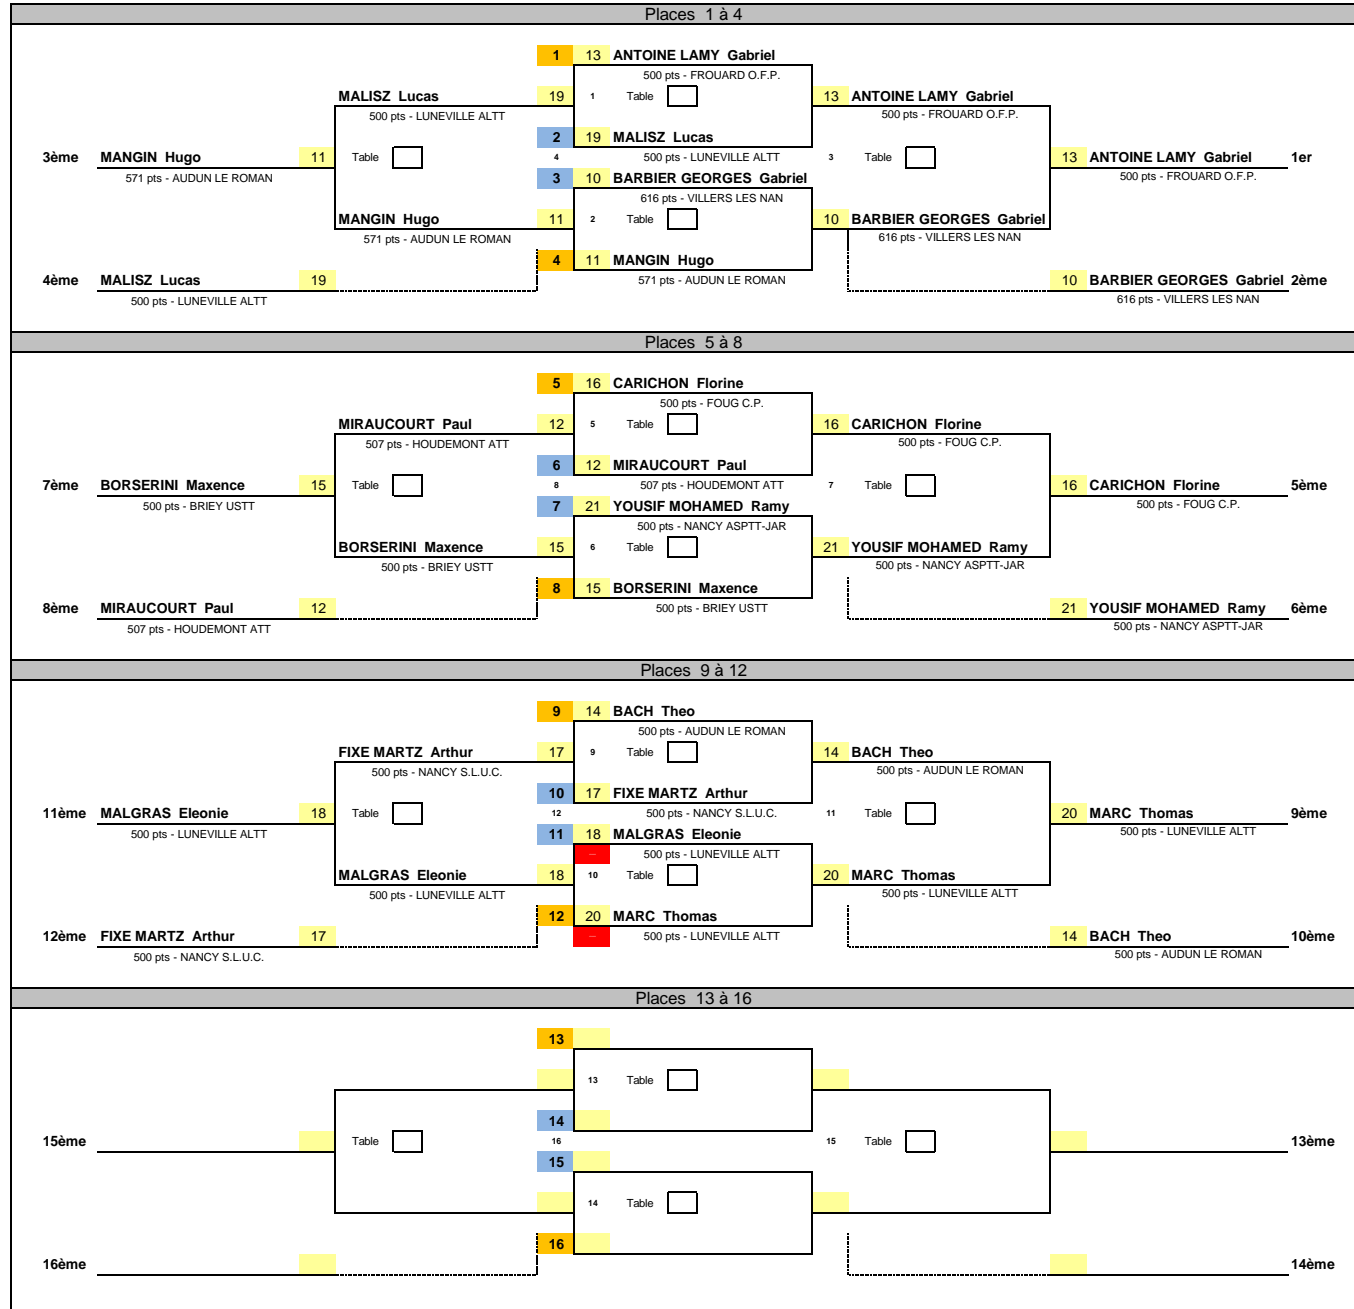 Places 1 à 4
1 13 ANTOINE LAMY Gabriel
500 pts - FROUARD O.F.P.
MALISZ Lucas 19 1 Table 13 ANTOINE LAMY Gabriel
500 pts - LUNEVILLE ALTT 500 pts - FROUARD O.F.P.
2 19 MALISZ Lucas
3ème MANGIN Hugo 11 Table 4 500 pts - LUNEVILLE ALTT 3 Table 13 ANTOINE LAMY Gabriel 1er
571 pts - AUDUN LE ROMAN 3 10 BARBIER GEORGES Gabriel 500 pts - FROUARD O.F.P.
616 pts - VILLERS LES NAN
MANGIN Hugo 11 2 Table 10 BARBIER GEORGES Gabriel
571 pts - AUDUN LE ROMAN 616 pts - VILLERS LES NAN
4 11 MANGIN Hugo
4ème MALISZ Lucas 19 571 pts - AUDUN LE ROMAN 10 BARBIER GEORGES Gabriel 2ème
500 pts - LUNEVILLE ALTT 616 pts - VILLERS LES NAN
Places 5 à 8
5 16 CARICHON Florine
500 pts - FOUG C.P.
MIRAUCOURT Paul 12 5 Table 16 CARICHON Florine
507 pts - HOUDEMONT ATT 500 pts - FOUG C.P.
6 12 MIRAUCOURT Paul
7ème BORSERINI Maxence 15 Table 8 507 pts - HOUDEMONT ATT 7 Table 16 CARICHON Florine 5ème
500 pts - BRIEY USTT 7 21 YOUSIF MOHAMED Ramy 500 pts - FOUG C.P.
500 pts - NANCY ASPTT-JAR
BORSERINI Maxence 15 6 Table 21 YOUSIF MOHAMED Ramy
500 pts - BRIEY USTT 500 pts - NANCY ASPTT-JAR
8 15 BORSERINI Maxence
8ème MIRAUCOURT Paul 12 500 pts - BRIEY USTT 21 YOUSIF MOHAMED Ramy 6ème
507 pts - HOUDEMONT ATT 500 pts - NANCY ASPTT-JAR
Places 9 à 12
9 14 BACH Theo
500 pts - AUDUN LE ROMAN
FIXE MARTZ Arthur 17 9 Table 14 BACH Theo
500 pts - NANCY S.L.U.C. 500 pts - AUDUN LE ROMAN
10 17 FIXE MARTZ Arthur
11ème MALGRAS Eleonie 18 Table 12 500 pts - NANCY S.L.U.C. 11 Table 20 MARC Thomas 9ème
500 pts - LUNEVILLE ALTT 11 18 MALGRAS Eleonie 500 pts - LUNEVILLE ALTT
500 pts - LUNEVILLE ALTT
MALGRAS Eleonie 18 10 Table 20 MARC Thomas
500 pts - LUNEVILLE ALTT 500 pts - LUNEVILLE ALTT
12 20 MARC Thomas
12ème FIXE MARTZ Arthur 17 500 pts - LUNEVILLE ALTT 14 BACH Theo 10ème
500 pts - NANCY S.L.U.C. 500 pts - AUDUN LE ROMAN
Places 13 à 16
13
13 Table
14
15ème Table 16 15 Table 13ème
15
14 Table
16
16ème 14ème